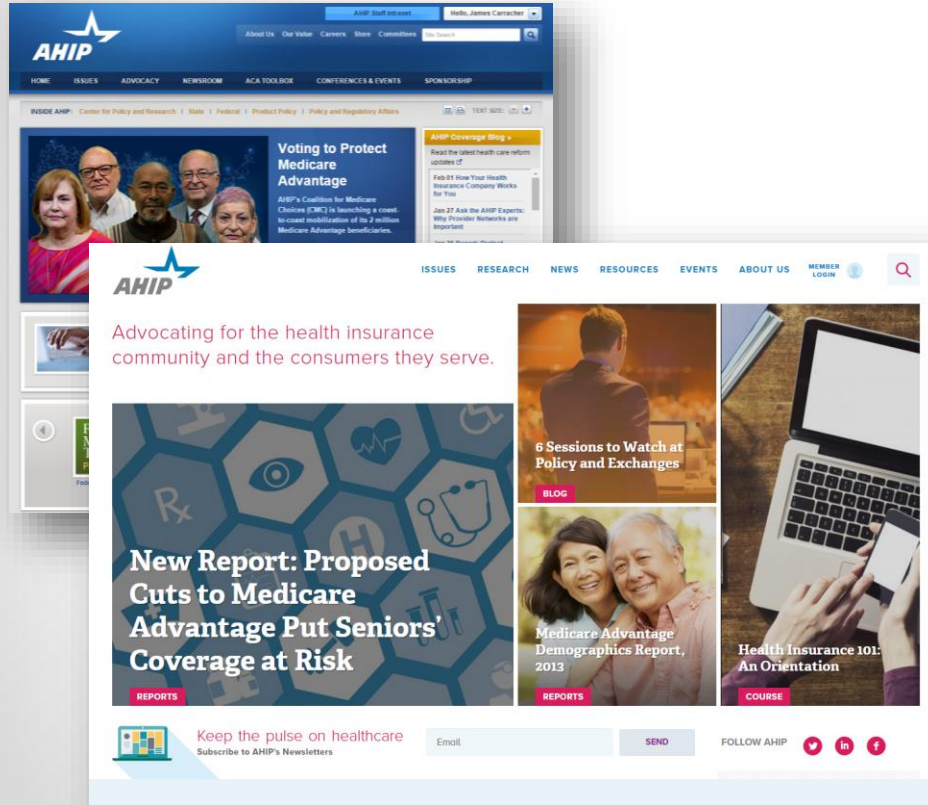 AHIP Staff Intranet
Hello, James Carracher
AHIP
About Us Our Value Careers Store Committees
Site Search
HOME ISSUES ADVOCACY NEWSROOM ACA TOOLBOX CONFERENCES & EVENTS SPONSORSHIP
INSIDE AHIP: Center for Policy and Research | State | Federal | Product Policy | Policy and Regulatory Affairs
TEXT SIZE:
Voting to Protect
Medicare
Advantage
AHIP's Coalition for Medicare
Choices (CMC) is launching a coast-
to-coast mobilization of its 2 million
Medicare Advantage beneficiaries.
AHIP Coverage Blog »
Read the latest health care reform
updates
Feb 01 How Your Health
Insurance Company Works
for You
Jan 27 Ask the AHIP Experts:
Why Provider Networks are
Important
AHIP
ISSUES RESEARCH NEWS RESOURCES EVENTS ABOUT US
MEMBER
LOGIN
Advocating for the health insurance
community and the consumers they serve.
Rx
H
New Report: Proposed
Cuts to Medicare
Advantage Put Seniors'
Coverage at Risk
REPORTS
6 Sessions to Watch at
Policy and Exchanges
BLOG
Medicare Advantage
Demographics Report,
2013
REPORTS
Health Insurance 101:
An Orientation
COURSE
Keep the pulse on healthcare
Subscribe to AHIP's Newsletters
Email
SEND
FOLLOW AHIP